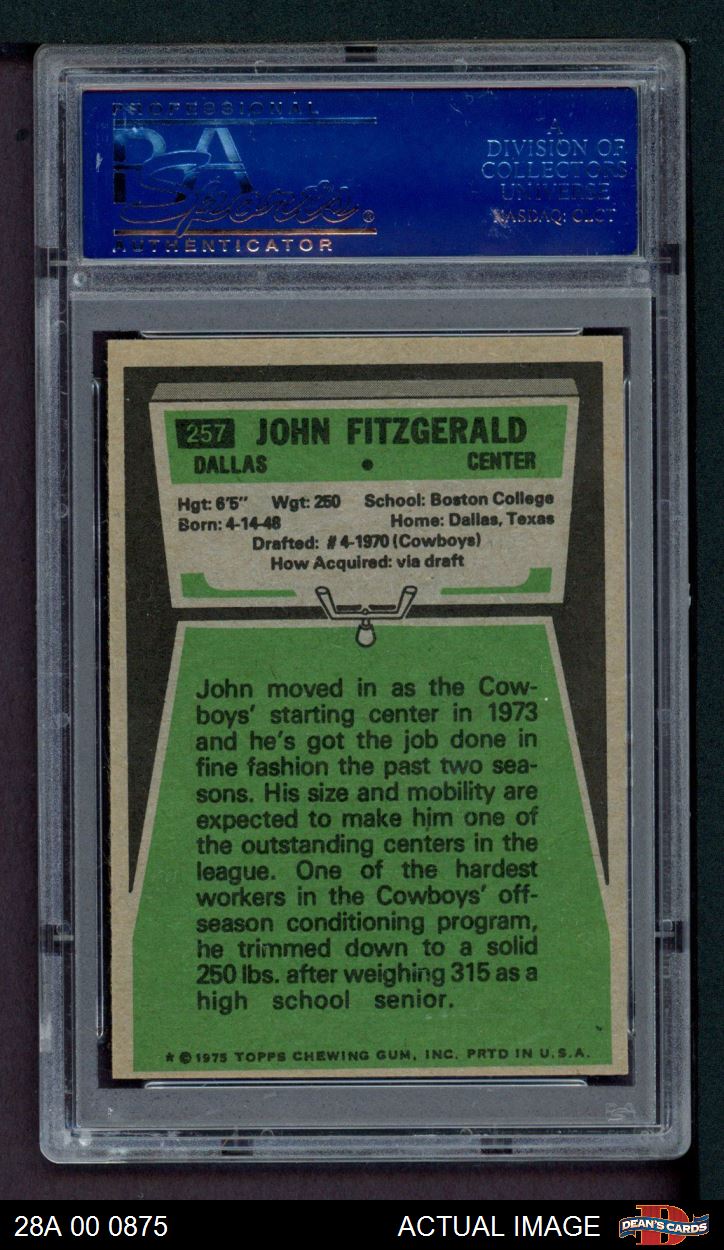 PROFESSIONAL
PSA
Sports®
AUTHENTICATOR
A
DIVISION OF
COLLECTORS
UNIVERSE
NASDAQ: CLCT
257 JOHN FITZGERALD
DALLAS • CENTER
Hgt: 6'5" Wgt: 250 School: Boston College
Born: 4-14-48 Home: Dallas, Texas
Drafted: #4-1970 (Cowboys)
How Acquired: via draft
John moved in as the Cow-
boys' starting center in 1973
and he's got the job done in
fine fashion the past two sea-
sons. His size and mobility are
expected to make him one of
the outstanding centers in the
league. One of the hardest
workers in the Cowboys' off-
season conditioning program,
he trimmed down to a solid
250 lbs. after weighing 315 as a
high school senior.
* © 1975 TOPPS CHEWING GUM, INC. PRTD IN U.S.A.
PSA
28A 00 0875
ACTUAL IMAGE
D
DEAN'S CARDS